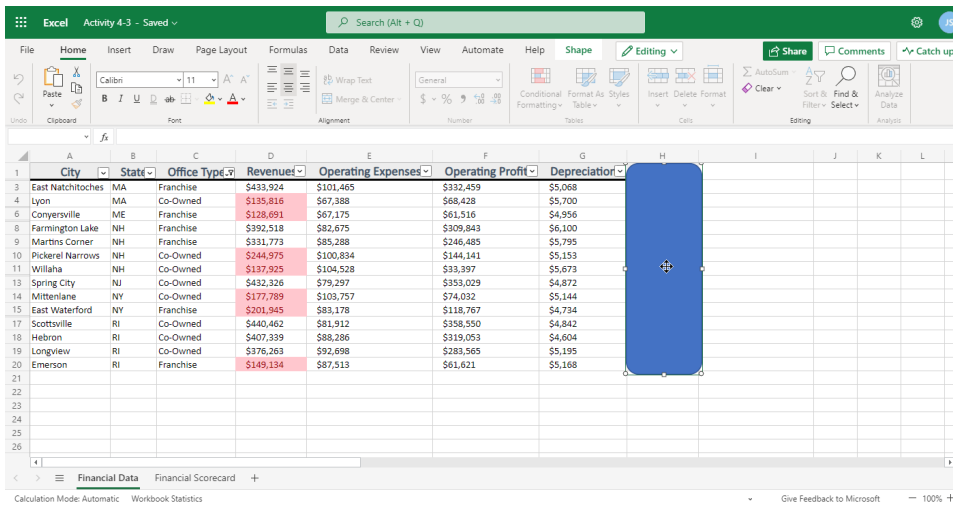 Excel Activity 4-3 - Saved Search (Alt + Q) JS
File Home Insert Draw Page Layout Formulas Data Review View Automate Help Shape Editing Share Comments Catch up
Paste Calibri 11 A^ A^ Wrap Text General Conditional Formatting Format As Table Styles Insert Delete Format AutoSum Sort & Filter Find & Select Analyze Data
B I U D ab A Merge & Center $ % 9 Clear
Undo Clipboard Font Alignment Number Tables Cells Editing Analysis
fx
A B C D E F G H I J K L
1 City State Office Type Revenues Operating Expenses Operating Profit Depreciation
3 East Natchitoches MA Franchise $433,924 $101,465 $332,459 $5,068
4 Lyon MA Co-Owned $135,816 $67,388 $68,428 $5,700
6 Conyersville ME Franchise $128,691 $67,175 $61,516 $4,956
8 Farmington Lake NH Franchise $392,518 $82,675 $309,843 $6,100
9 Martins Corner NH Franchise $331,773 $85,288 $246,485 $5,795
10 Pickerel Narrows NH Co-Owned $244,975 $100,834 $144,141 $5,153
11 Willaha NH Co-Owned $137,925 $104,528 $33,397 $5,673
13 Spring City NJ Co-Owned $432,326 $79,297 $353,029 $4,872
14 Mittenlane NY Co-Owned $177,789 $103,757 $74,032 $5,144
15 East Waterford NY Franchise $201,945 $83,178 $118,767 $4,734
17 Scottsville RI Co-Owned $440,462 $81,912 $358,550 $4,842
18 Hebron RI Co-Owned $407,339 $88,286 $319,053 $4,604
19 Longview RI Co-Owned $376,263 $92,698 $283,565 $5,195
20 Emerson RI Franchise $149,134 $87,513 $61,621 $5,168
21
22
23
24
25
26
Financial Data Financial Scorecard +
Calculation Mode: Automatic Workbook Statistics Give Feedback to Microsoft - 100% +